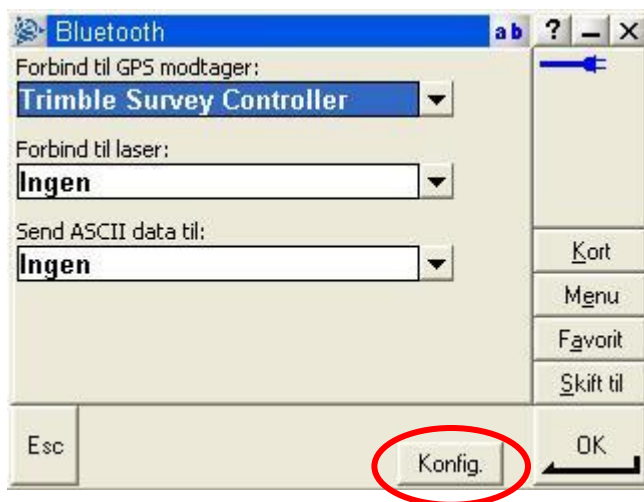 Bluetooth
ab
?
Forbind til GPS modtager:
Trimble Survey Controller
Forbind til laser:
Ingen
Send ASCII data til:
Ingen
Kort
Menu
Favorit
Skift til
Esc
Konfig.
OK